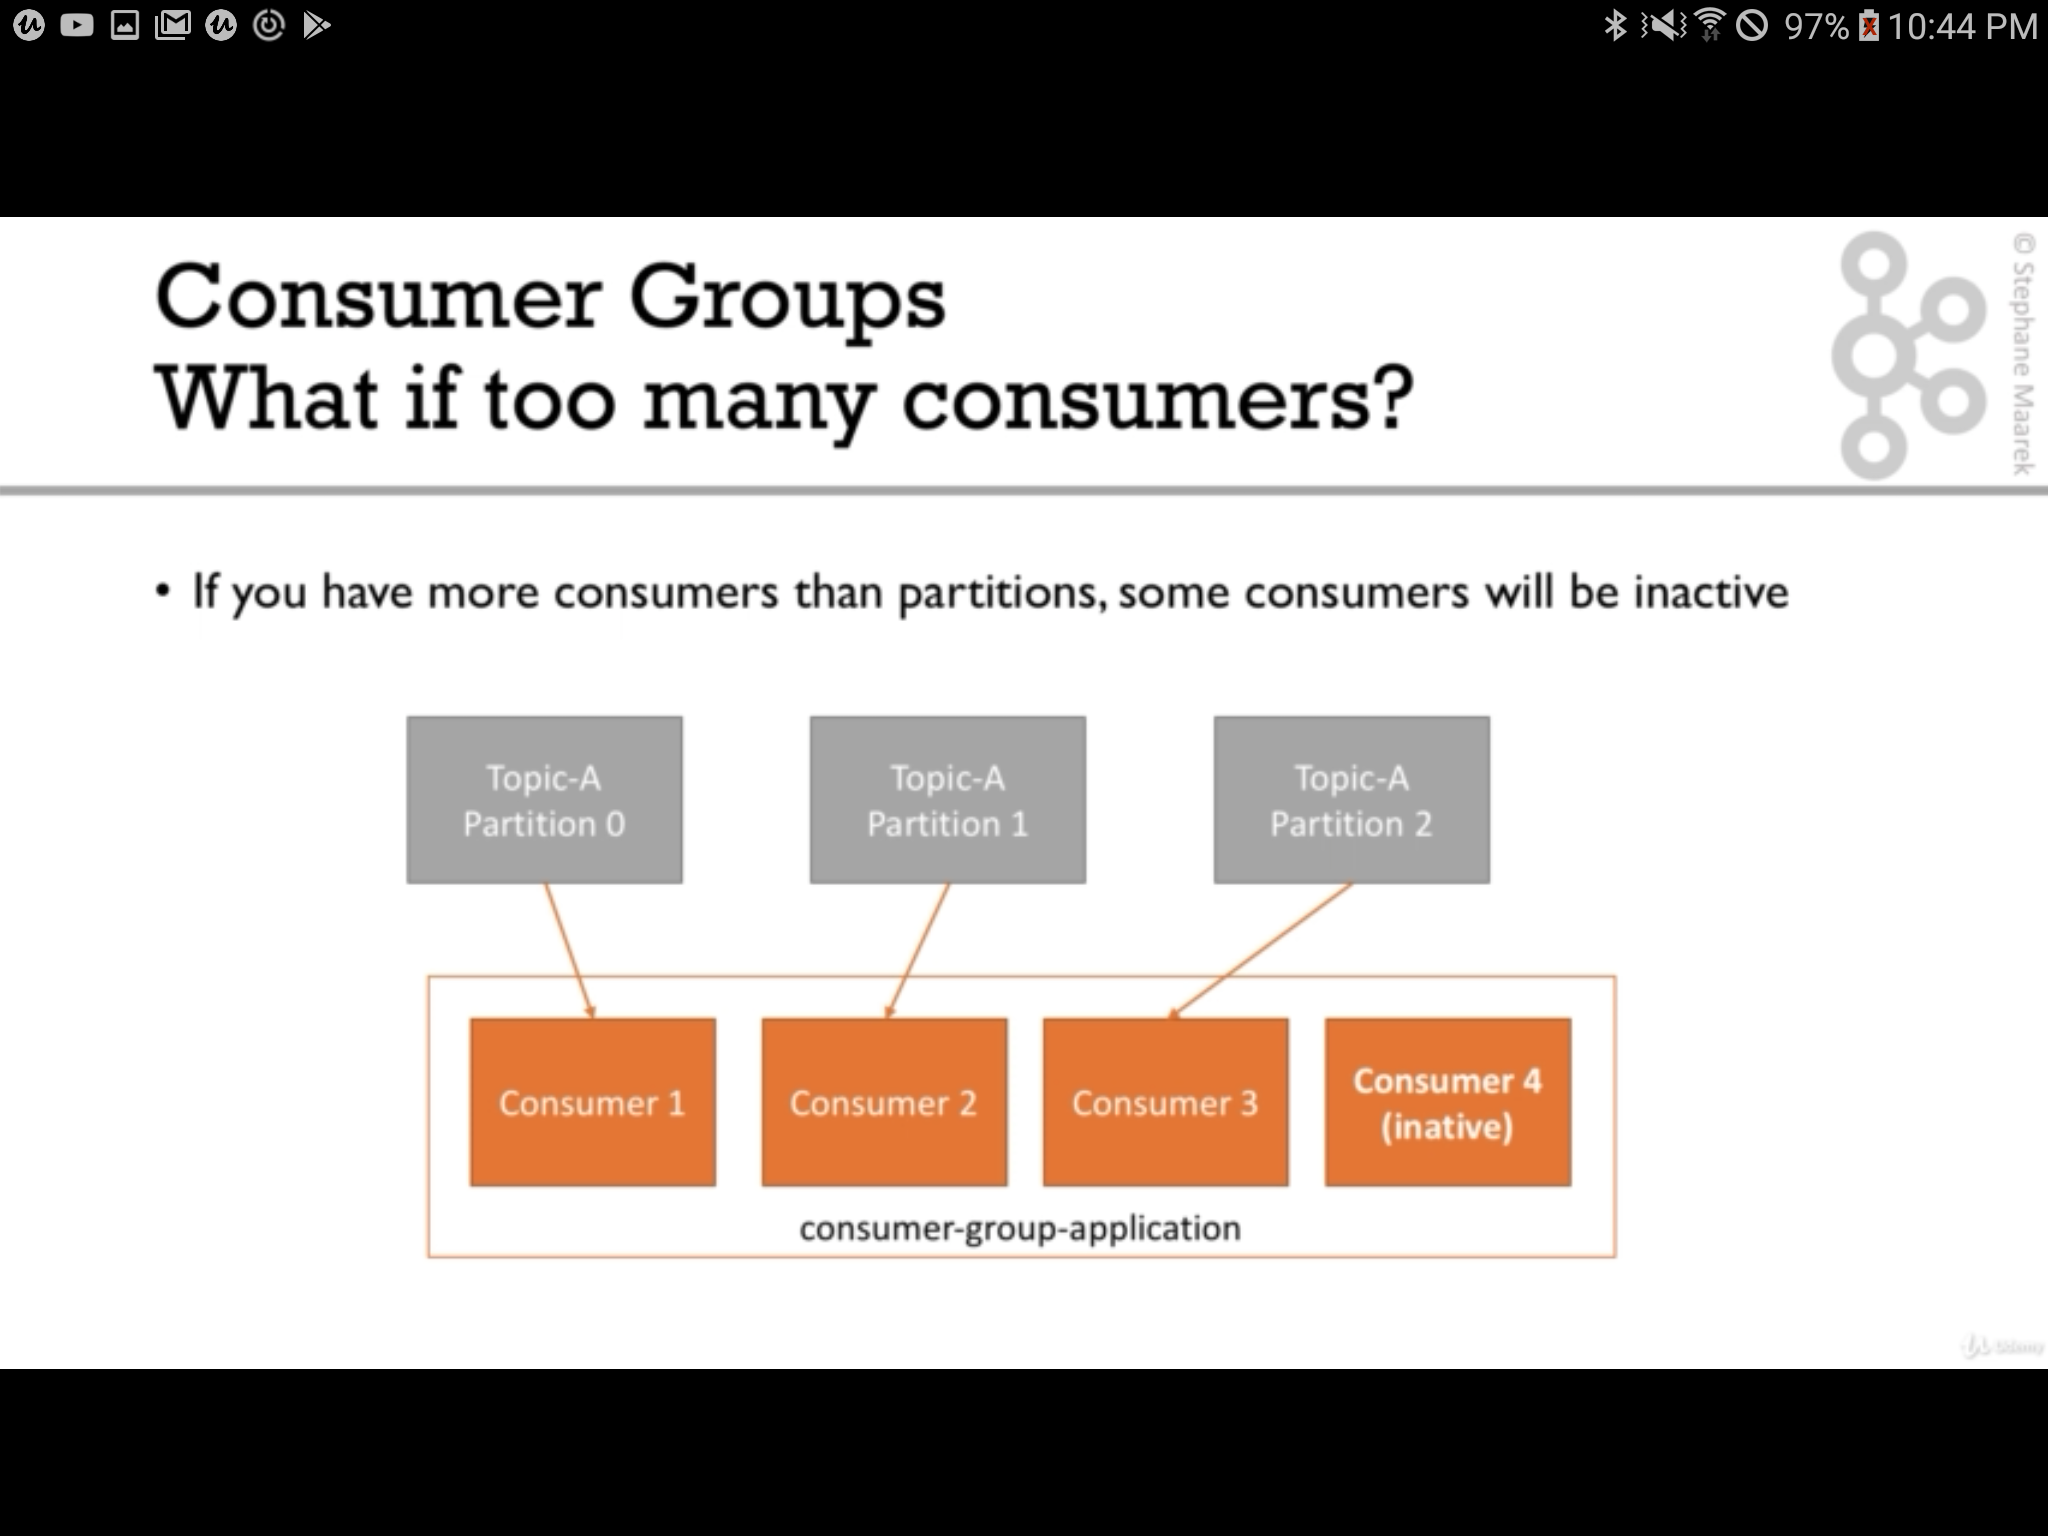 97% 10:44 PM
Consumer Groups
What if too many consumers?
© Stephane Maarek
• If you have more consumers than partitions, some consumers will be inactive
Topic-A
Partition 0
Topic-A
Partition 1
Topic-A
Partition 2
Consumer 1
Consumer 2
Consumer 3
Consumer 4
(inative)
consumer-group-application
Udemy